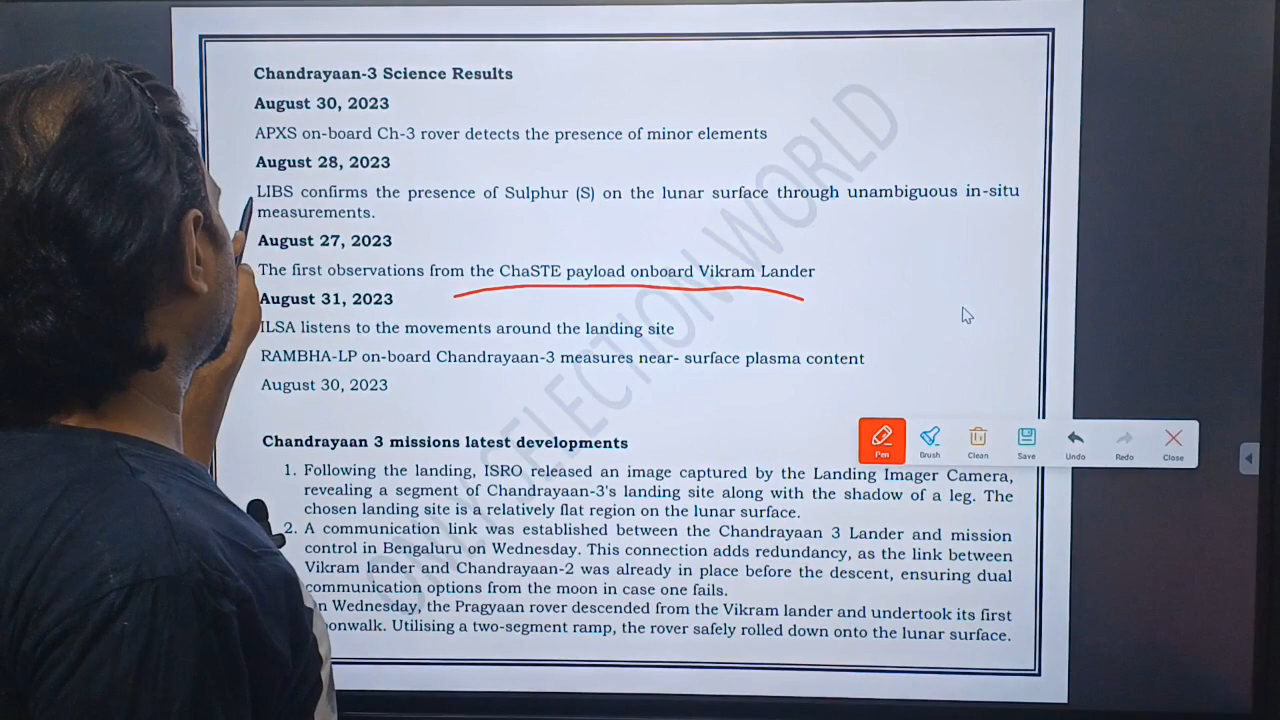 Chandrayaan-3 Science Results
August 30, 2023
APXS on-board Ch-3 rover detects the presence of minor elements
August 28, 2023
LIBS confirms the presence of Sulphur (S) on the lunar surface through unambiguous in-situ
measurements.
August 27, 2023
The first observations from the ChaSTE payload onboard Vikram Lander
August 31, 2023
ILSA listens to the movements around the landing site
RAMBHA-LP on-board Chandrayaan-3 measures near- surface plasma content
August 30, 2023
Chandrayaan 3 missions latest developments
1. Following the landing, ISRO released an image captured by the Landing Imager Camera,
revealing a segment of Chandrayaan-3's landing site along with the shadow of a leg. The
chosen landing site is a relatively flat region on the lunar surface.
2. A communication link was established between the Chandrayaan 3 Lander and mission
control in Bengaluru on Wednesday. This connection adds redundancy, as the link between
Vikram lander and Chandrayaan-2 was already in place before the descent, ensuring dual
communication options from the moon in case one fails.
Wednesday, the Pragyaan rover descended from the Vikram lander and undertook its first
Utilising a two-segment ramp, the rover safely rolled down onto the lunar surface.
Pen Brush Clean Save Undo Redo Close
ONLY SELECTION WORLD